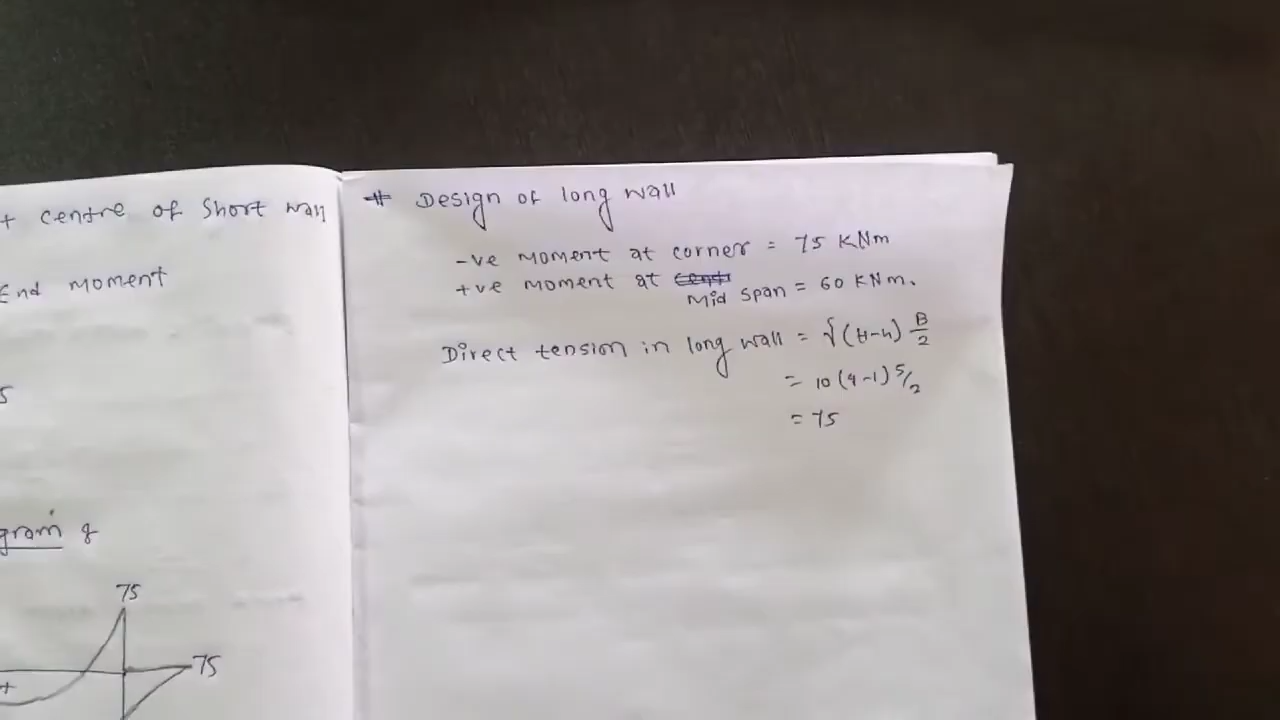 + centre of short wall
End moment
5
gram
75
75
+
# Design of long wall
-ve moment at corner = 75 KNm
+ve moment at
Mid span = 60 KNm.
Direct tension in long wall = γ(H-h) B/2
= 10(4-1) 5/2
= 75